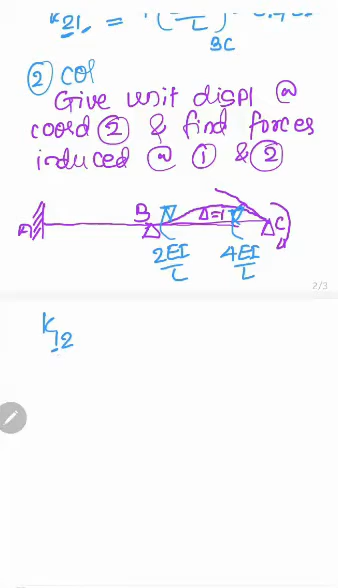 k21 =
BC
② Col
Give unit displ @
coord ② & find forces
induced @ ① & ②
A B Δ=1 C
2EI/L 4EI/L
2/3
k12